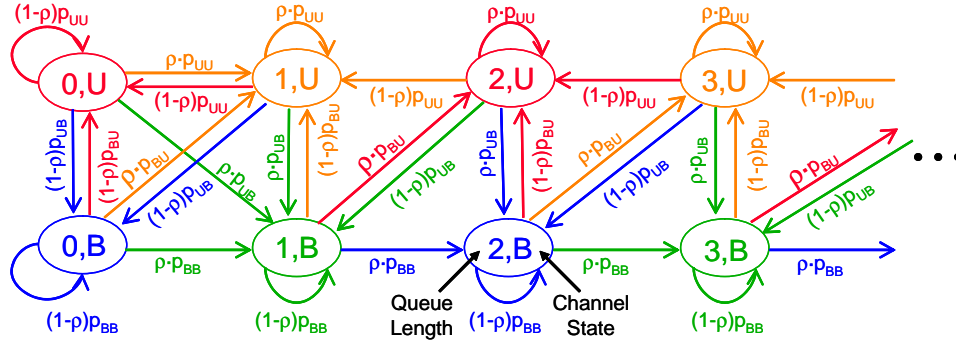 (1-ρ)p_UU
ρ·p_UU
ρ·p_UU
ρ·p_UU
ρ·p_UU
0,U
1,U
2,U
3,U
(1-ρ)p_UU
(1-ρ)p_UU
(1-ρ)p_UU
(1-ρ)p_UU
(1-ρ)p_UB
(1-ρ)p_BU
ρ·p_BU
ρ·p_UB
(1-ρ)p_UB
ρ·p_UB
(1-ρ)p_BU
ρ·p_BU
(1-ρ)p_UB
ρ·p_UB
(1-ρ)p_BU
ρ·p_BU
(1-ρ)p_UB
ρ·p_UB
(1-ρ)p_BU
ρ·p_BU
(1-ρ)p_UB
0,B
1,B
2,B
3,B
ρ·p_BB
ρ·p_BB
ρ·p_BB
ρ·p_BB
(1-ρ)p_BB
(1-ρ)p_BB
(1-ρ)p_BB
(1-ρ)p_BB
Queue
Length
Channel
State